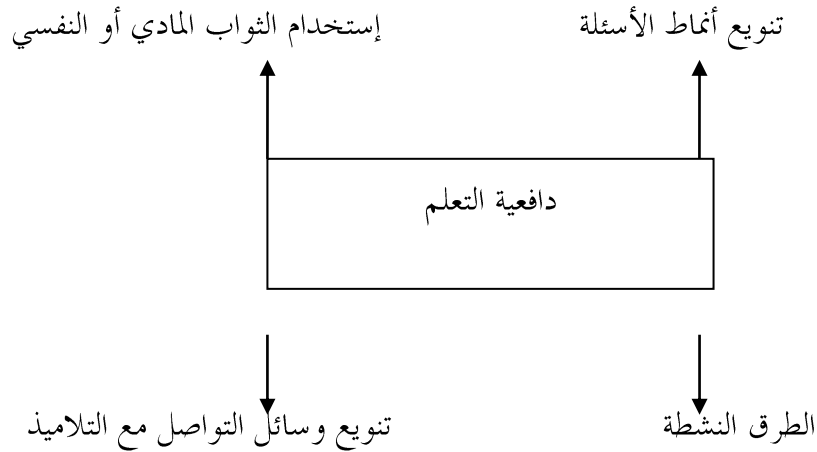 تنويع أنماط الأسئلة
إستخدام الثواب المادي أو النفسي
دافعية التعلم
الطرق النشطة
تنويع وسائل التواصل مع التلاميذ